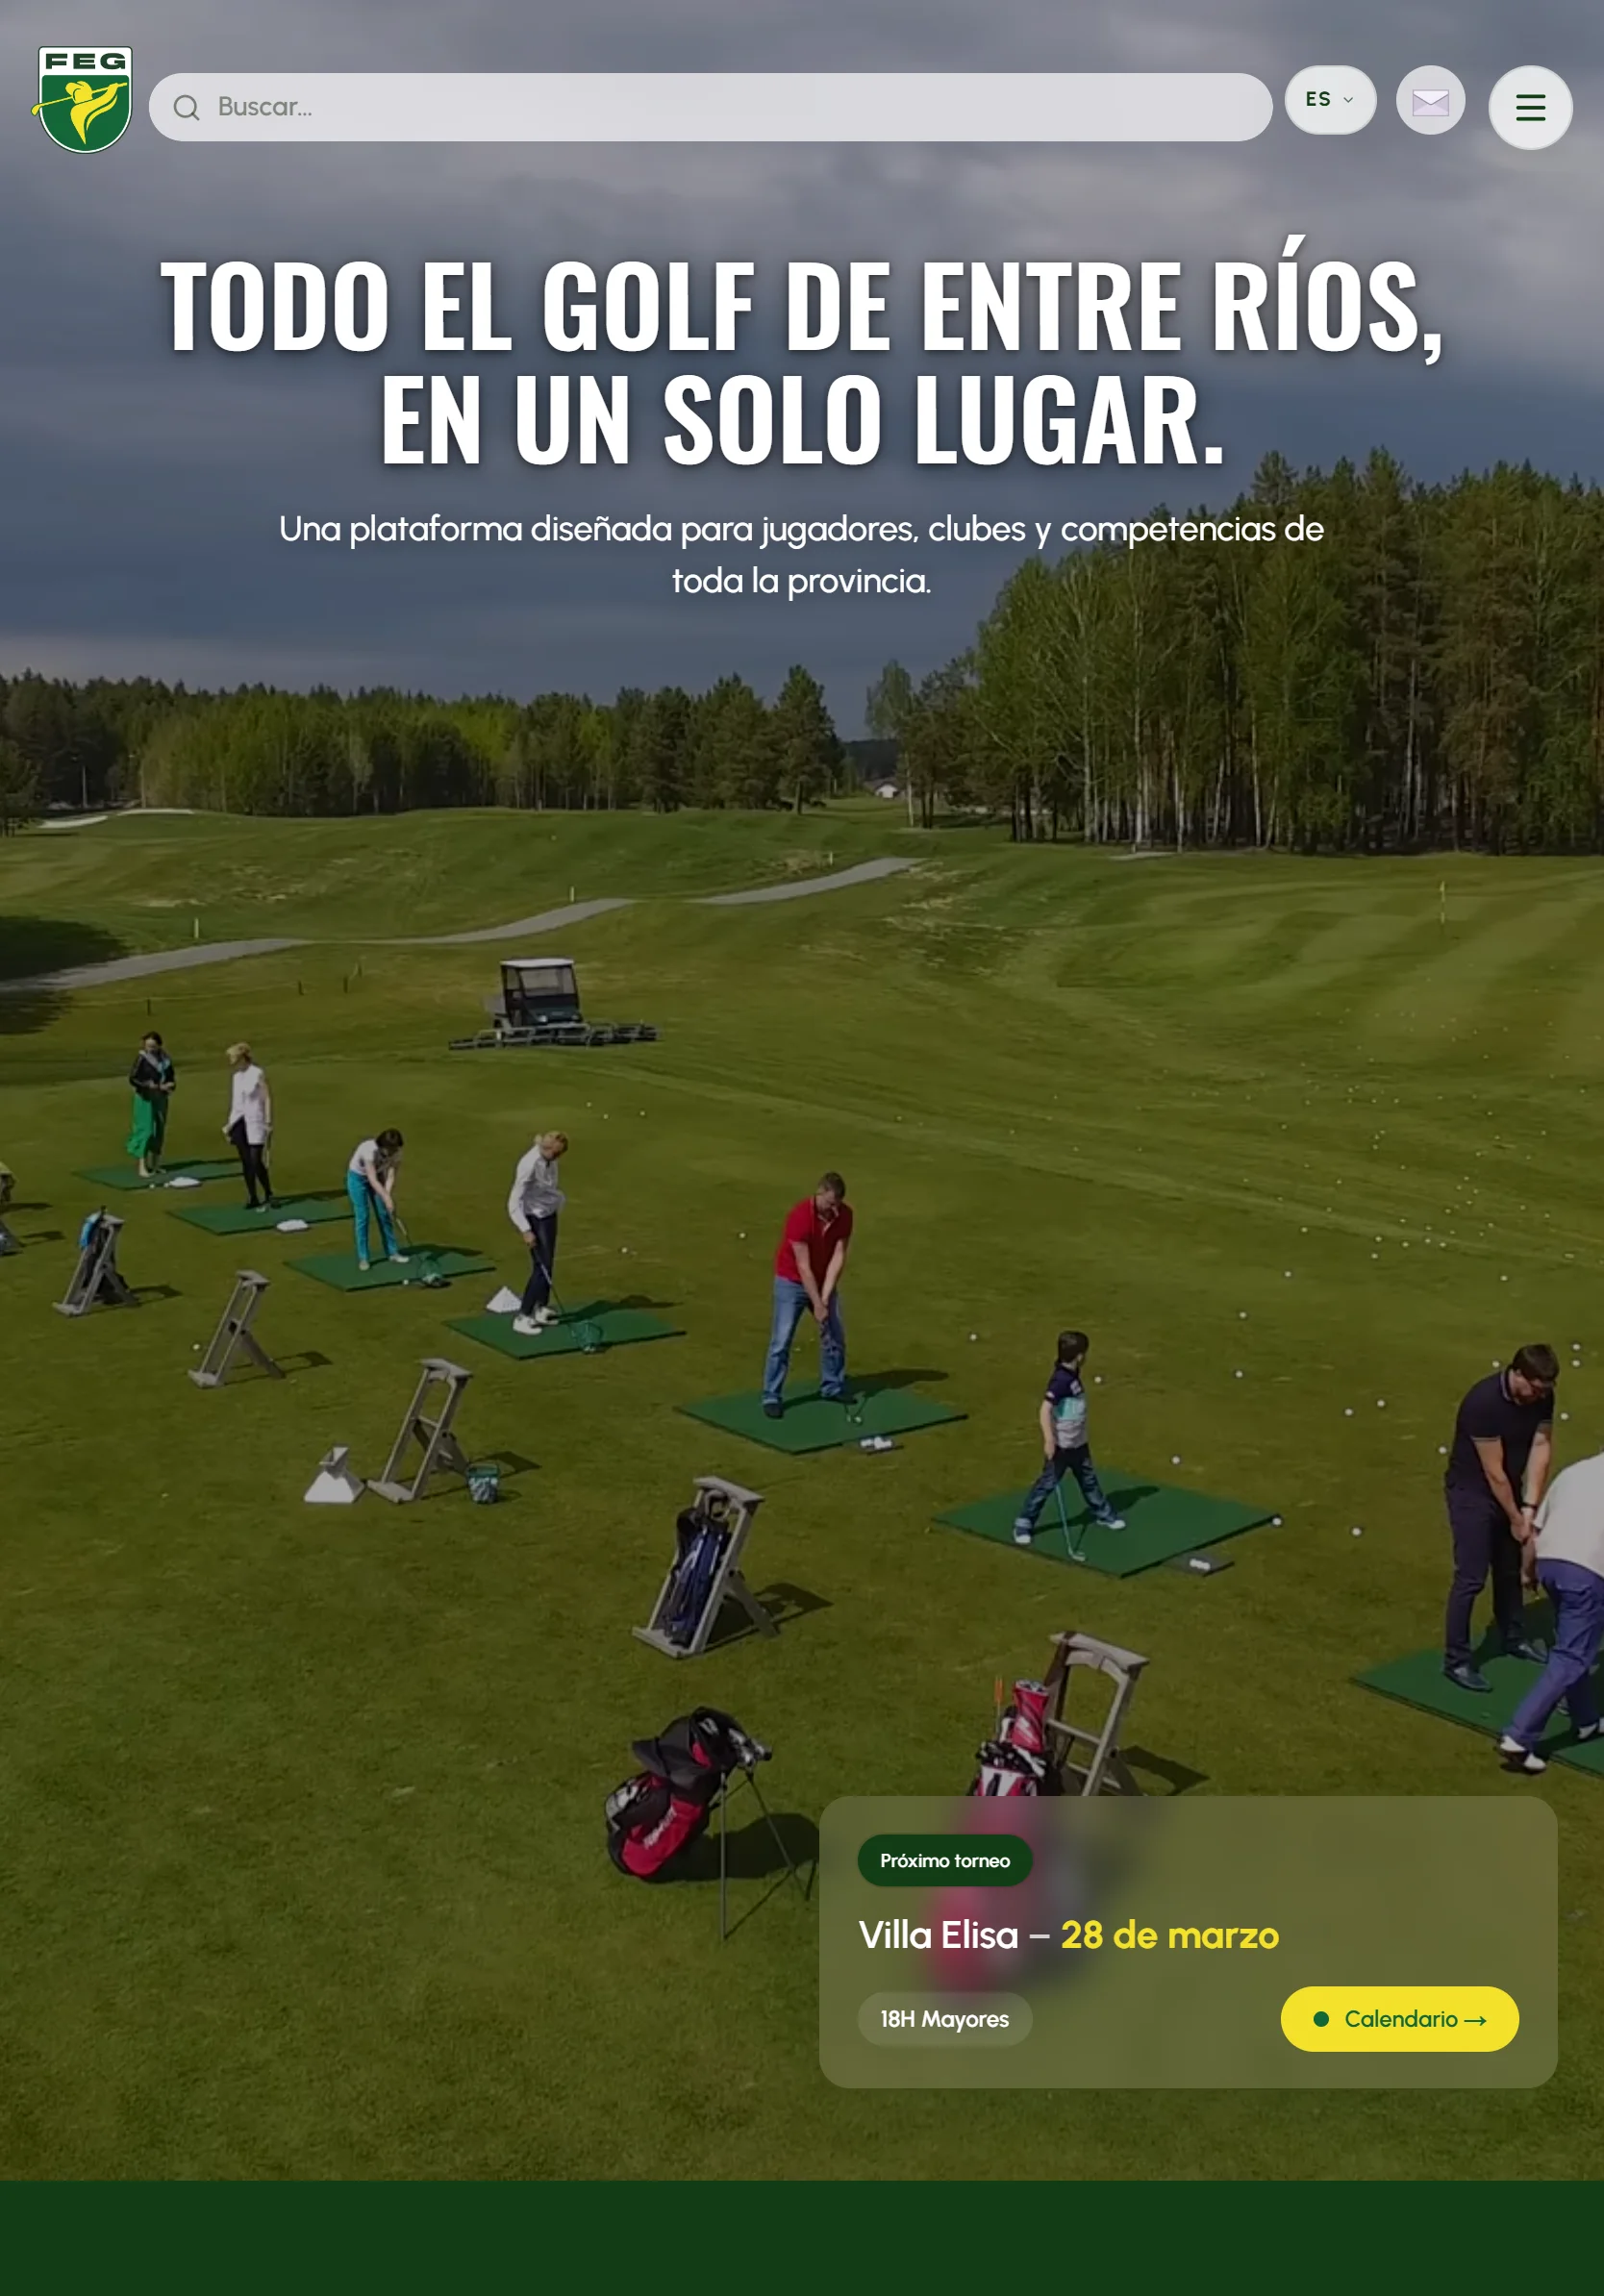 FEG
Buscar...
ES
TODO EL GOLF DE ENTRE RÍOS,
EN UN SOLO LUGAR.
Una plataforma diseñada para jugadores, clubes y competencias de
toda la provincia.
Próximo torneo
Villa Elisa – 28 de marzo
18H Mayores
Calendario →